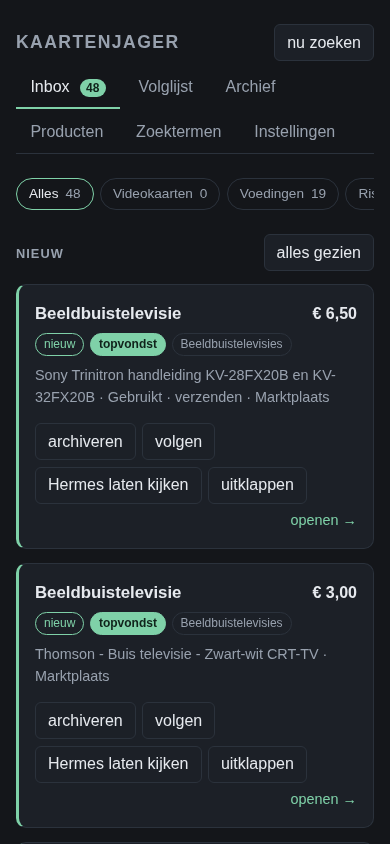 KAARTENJAGER
nu zoeken
Inbox 48 Volglijst Archief
Producten Zoektermen Instellingen
Alles 48 Videokaarten 0 Voedingen 19 Ris
NIEUW
alles gezien
Beeldbuistelevisie € 6,50
nieuw topvondst Beeldbuistelevisies
Sony Trinitron handleiding KV-28FX20B en KV-
32FX20B · Gebruikt · verzenden · Marktplaats
archiveren volgen
Hermes laten kijken uitklappen
openen →
Beeldbuistelevisie € 3,00
nieuw topvondst Beeldbuistelevisies
Thomson - Buis televisie - Zwart-wit CRT-TV ·
Marktplaats
archiveren volgen
Hermes laten kijken uitklappen
openen →